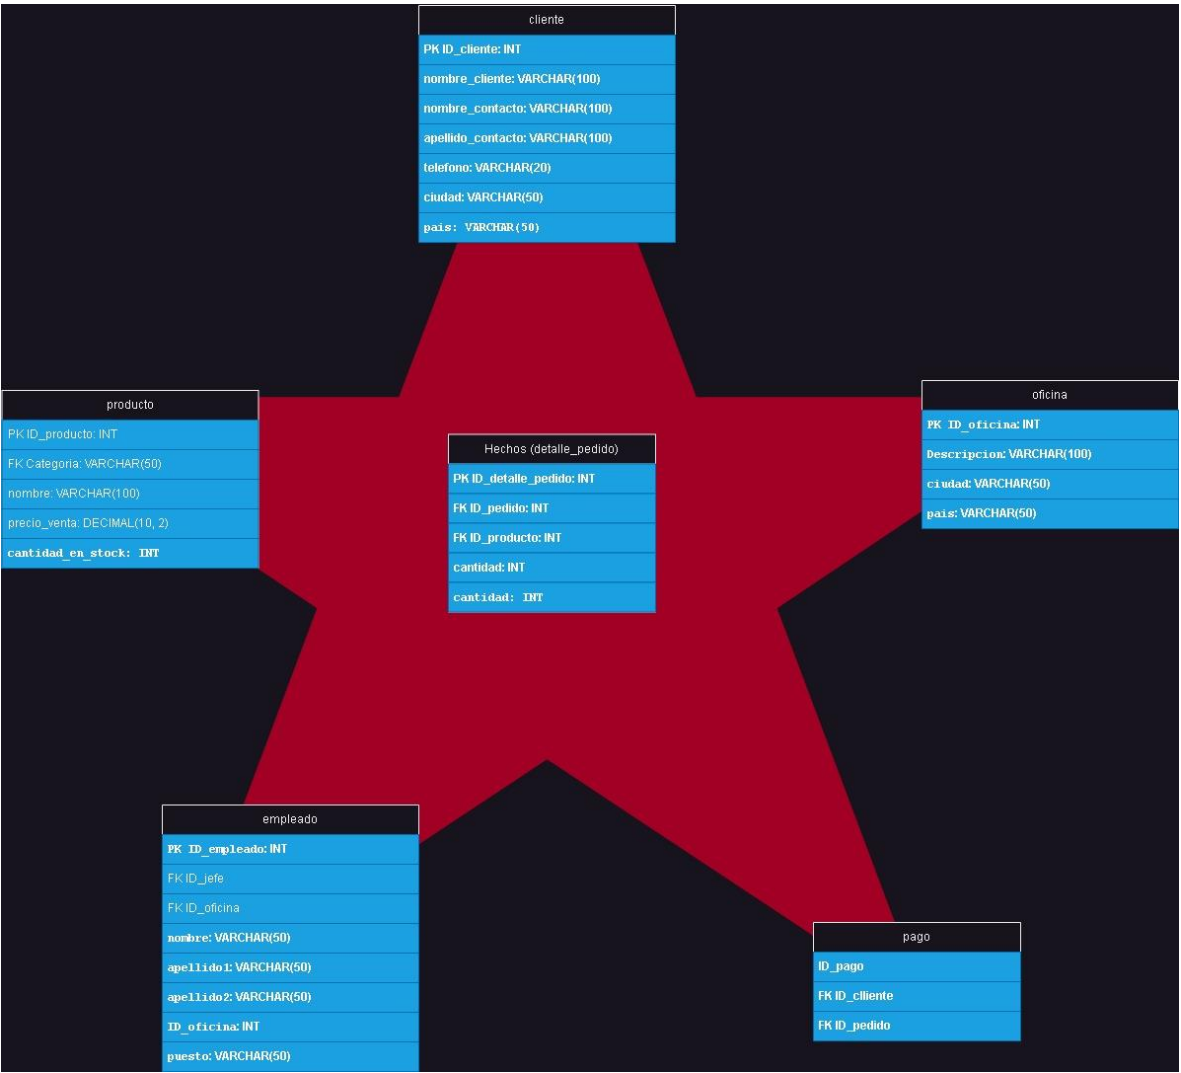 cliente
PK ID_cliente: INT
nombre_cliente: VARCHAR(100)
nombre_contacto: VARCHAR(100)
apellido_contacto: VARCHAR(100)
telefono: VARCHAR(20)
ciudad: VARCHAR(50)
pais: VARCHAR(50)
producto
PK ID_producto: INT
FK Categoria: VARCHAR(50)
nombre: VARCHAR(100)
precio_venta: DECIMAL(10, 2)
cantidad_en_stock: INT
Hechos (detalle_pedido)
PK ID_detalle_pedido: INT
FK ID_pedido: INT
FK ID_producto: INT
cantidad: INT
cantidad: INT
oficina
PK ID_oficina: INT
Descripcion: VARCHAR(100)
ciudad: VARCHAR(50)
pais: VARCHAR(50)
empleado
PK ID_empleado: INT
FK ID_jefe
FK ID_oficina
nombre: VARCHAR(50)
apellido1: VARCHAR(50)
apellido2: VARCHAR(50)
ID_oficina: INT
puesto: VARCHAR(50)
pago
ID_pago
FK ID_clliente
FK ID_pedido